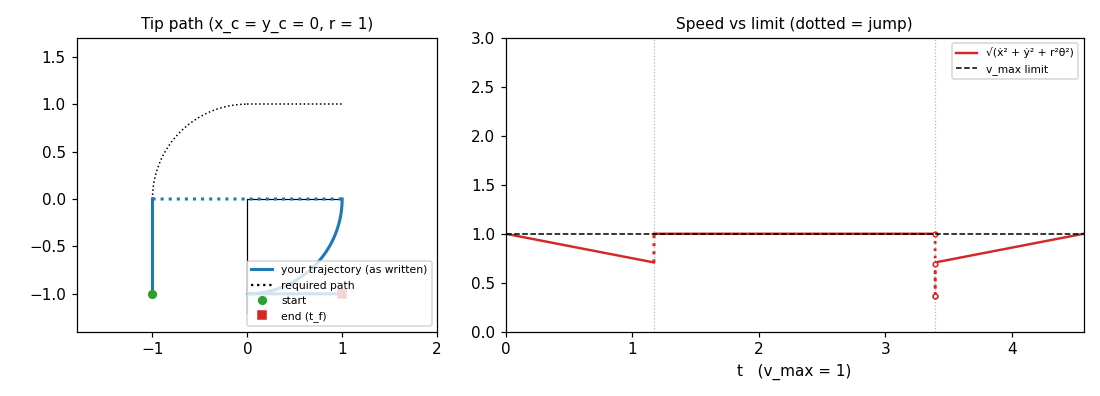 Tip path (x_c = y_c = 0, r = 1)
1.5
1.0
0.5
0.0
−0.5
−1.0
−1
0
1
2
your trajectory (as written)
required path
start
end (t_f)
Speed vs limit (dotted = jump)
3.0
2.5
2.0
1.5
1.0
0.5
0.0
0
1
2
3
4
t (v_max = 1)
√(ẋ² + ẏ² + r²θ̇²)
v_max limit